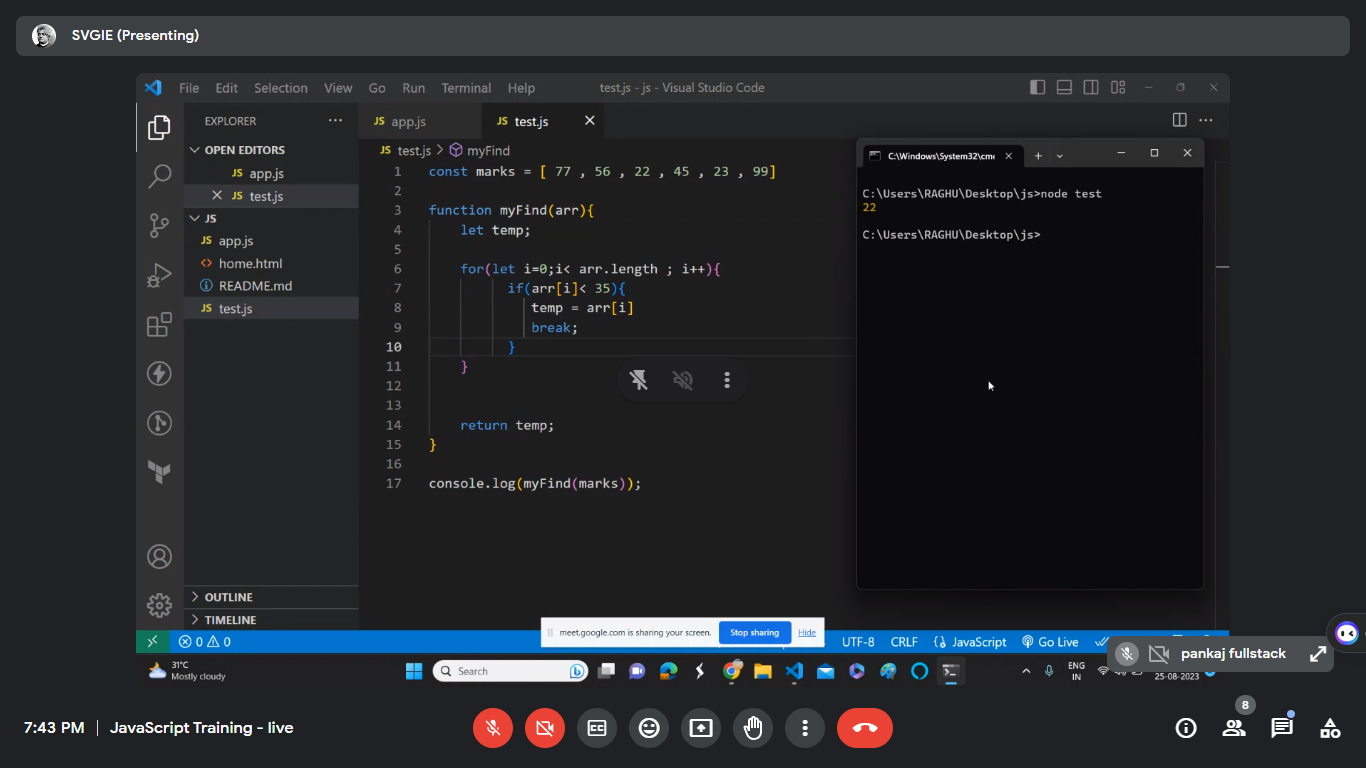 SVGIE (Presenting)
File Edit Selection View Go Run Terminal Help
test.js - js - Visual Studio Code
EXPLORER
OPEN EDITORS
JS app.js
JS test.js
JS
JS app.js
<> home.html
README.md
JS test.js
OUTLINE
TIMELINE
JS app.js
JS test.js
JS test.js > myFind
1 const marks = [ 77 , 56 , 22 , 45 , 23 , 99]
2
3 function myFind(arr){
4 let temp;
5
6 for(let i=0;i< arr.length ; i++){
7 if(arr[i]< 35){
8 temp = arr[i]
9 break;
10 }
11 }
12
13
14 return temp;
15 }
16
17 console.log(myFind(marks));
C:\Windows\System32\cm
C:\Users\RAGHU\Desktop\js>node test
22
C:\Users\RAGHU\Desktop\js>
meet.google.com is sharing your screen. Stop sharing Hide
0 0
UTF-8 CRLF {} JavaScript Go Live
pankaj fullstack
31°C
Mostly cloudy
Search
ENG
IN
25-08-2023
8
7:43 PM | JavaScript Training - live